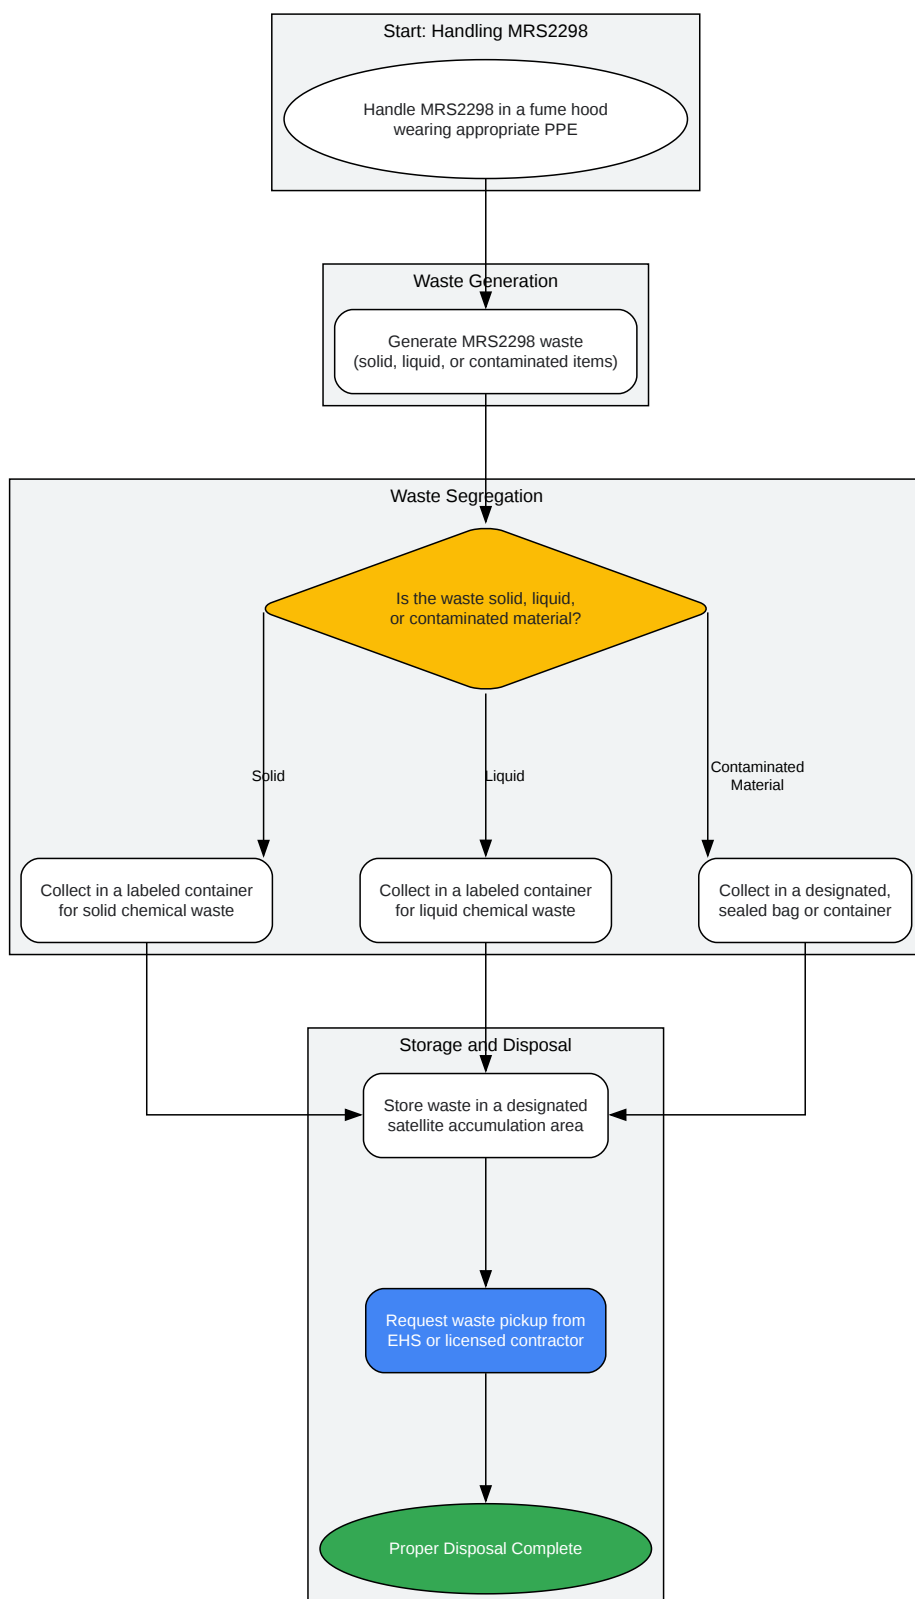 Start: Handling MRS2298
Handle MRS2298 in a fume hood
wearing appropriate PPE
Waste Generation
Generate MRS2298 waste
(solid, liquid, or contaminated items)
Waste Segregation
Is the waste solid, liquid,
or contaminated material?
Solid
Liquid
Contaminated
Material
Collect in a labeled container
for solid chemical waste
Collect in a labeled container
for liquid chemical waste
Collect in a designated,
sealed bag or container
Storage and Disposal
Store waste in a designated
satellite accumulation area
Request waste pickup from
EHS or licensed contractor
Proper Disposal Complete